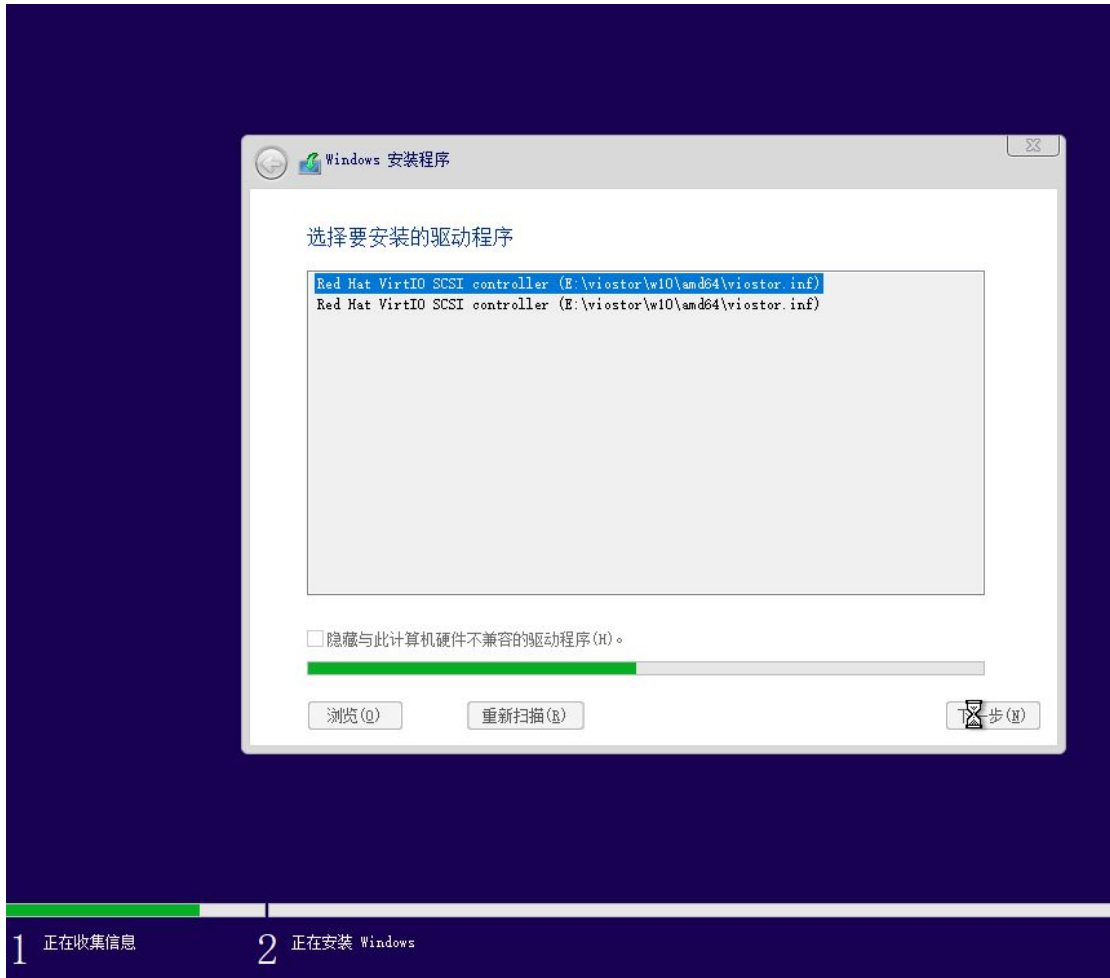 Windows 安装程序
选择要安装的驱动程序
Red Hat VirtIO SCSI controller (E:\viostor\w10\amd64\viostor.inf)
Red Hat VirtIO SCSI controller (E:\viostor\w10\amd64\viostor.inf)
隐藏与此计算机硬件不兼容的驱动程序(H)。
浏览(O) 重新扫描(R) 下一步(N)
1 正在收集信息 2 正在安装 Windows